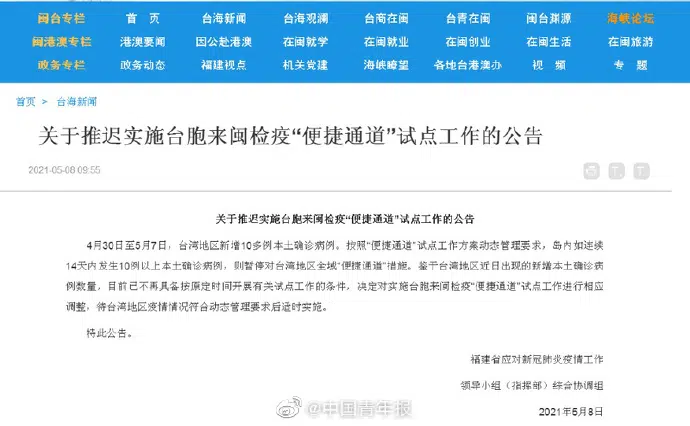 闽台专栏 首 页 台海新闻 台海观澜 台商在闽 台青在闽 闽台渊源 海峡论坛
闽港澳专栏 港澳要闻 因公赴港澳 在闽就学 在闽就业 在闽创业 在闽生活 在闽旅游
政务专栏 政务动态 福建视点 机关党建 海峡瞭望 各地台港澳办 视 频 专 题
首页 > 台海新闻
关于推迟实施台胞来闽检疫“便捷通道”试点工作的公告
2021-05-08 09:55
关于推迟实施台胞来闽检疫“便捷通道”试点工作的公告
4月30日至5月7日，台湾地区新增10多例本土确诊病例。按照“便捷通道”试点工作方案动态管理要求，岛内如连续
14天内发生10例以上本土确诊病例，则暂停对台湾地区全域“便捷通道”措施。鉴于台湾地区近日出现的新增本土确诊病
例数量，目前已不再具备按原定时间开展有关试点工作的条件，决定对实施台胞来闽检疫“便捷通道”试点工作进行相应
调整，待台湾地区疫情情况符合动态管理要求后适时实施。
特此公告。
福建省应对新冠肺炎疫情工作
领导小组（指挥部）综合协调组
2021年5月8日
@中国青年报